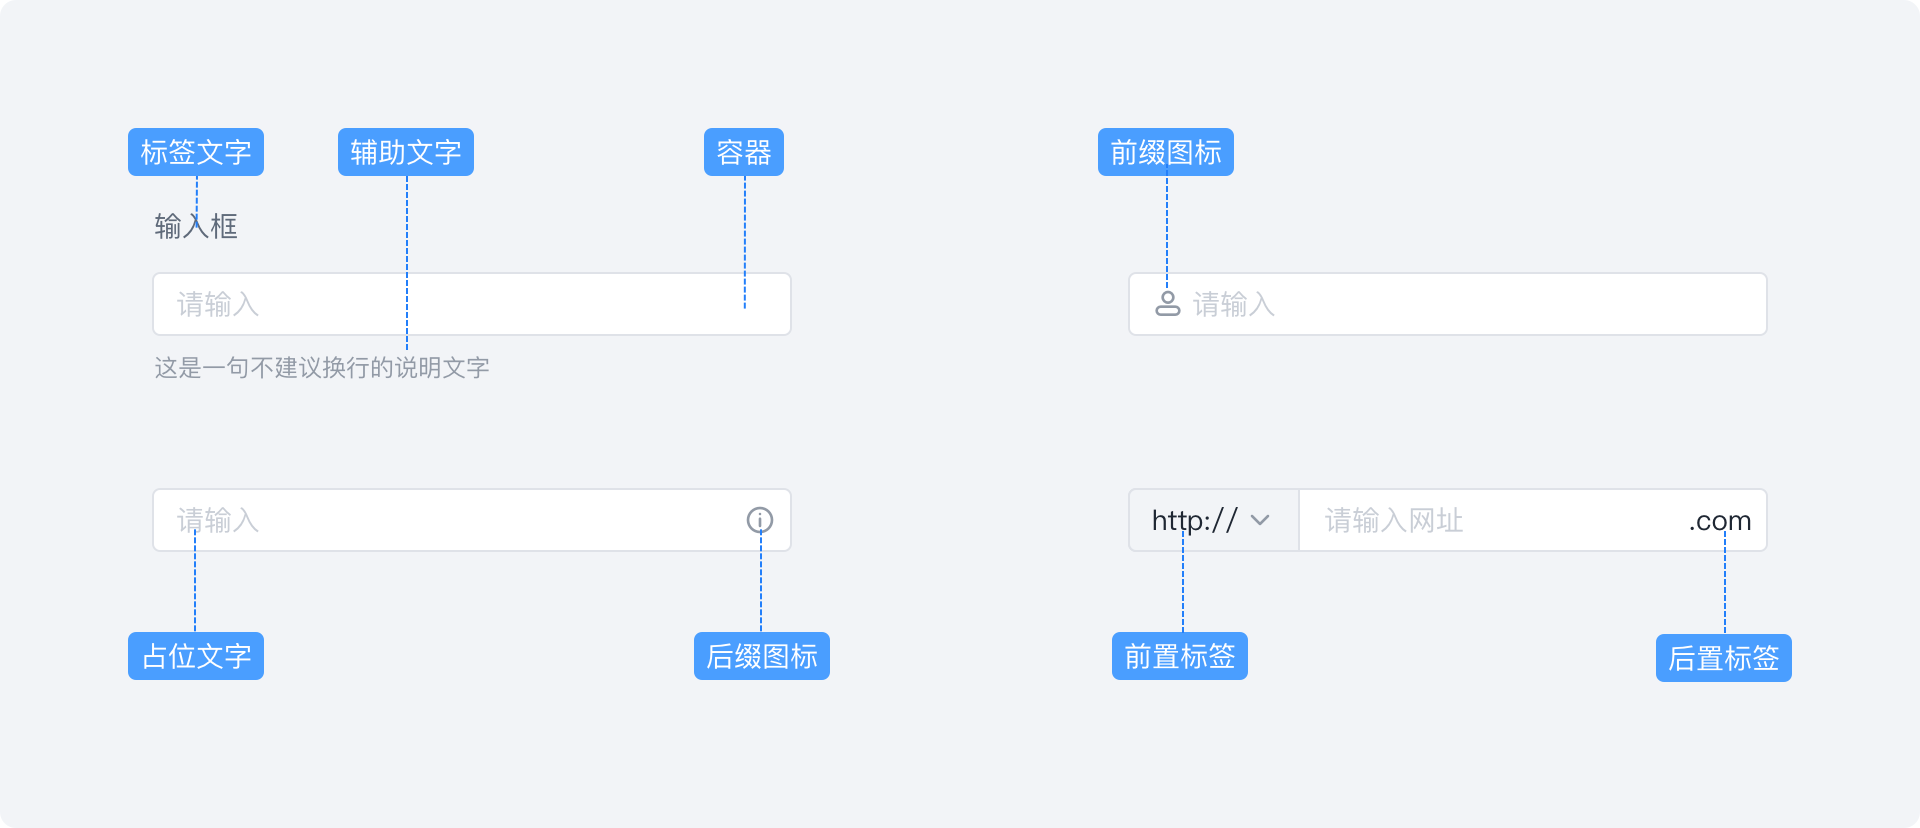 标签文字
辅助文字
容器
前缀图标
输入框
请输入
请输入
这是一句不建议换行的说明文字
请输入
http://
请输入网址
.com
占位文字
后缀图标
前置标签
后置标签